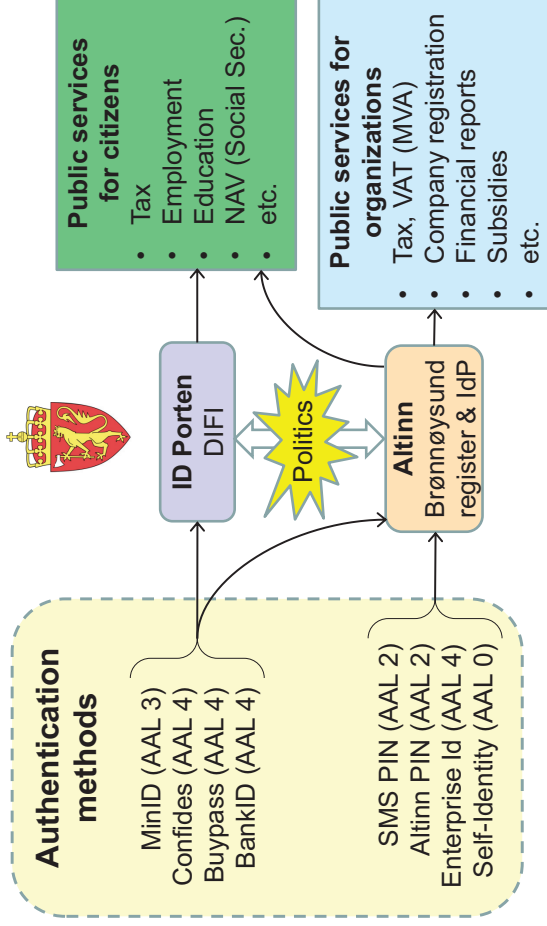 Authentication
methods
MinID (AAL 3)
Confides (AAL 4)
Buypass (AAL 4)
BankID (AAL 4)
SMS PIN (AAL 2)
Altinn PIN (AAL 2)
Enterprise Id (AAL 4)
Self-Identity (AAL 0)
ID Porten
DIFI
Politics
Altinn
Brønnøysund
register & IdP
Public services
for citizens
• Tax
• Employment
• Education
• NAV (Social Sec.)
• etc.
Public services for
organizations
• Tax, VAT (MVA)
• Company registration
• Financial reports
• Subsidies
• etc.